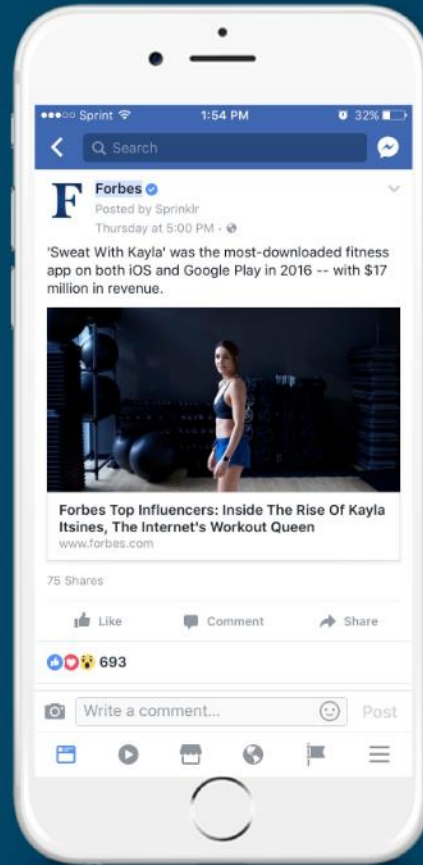 Sprint 1:54 PM 32%
Search
F Forbes
Posted by Sprinklr
Thursday at 5:00 PM ·
'Sweat With Kayla' was the most-downloaded fitness
app on both iOS and Google Play in 2016 -- with $17
million in revenue.
Forbes Top Influencers: Inside The Rise Of Kayla
Itsines, The Internet's Workout Queen
www.forbes.com
75 Shares
Like Comment Share
693
Write a comment... Post